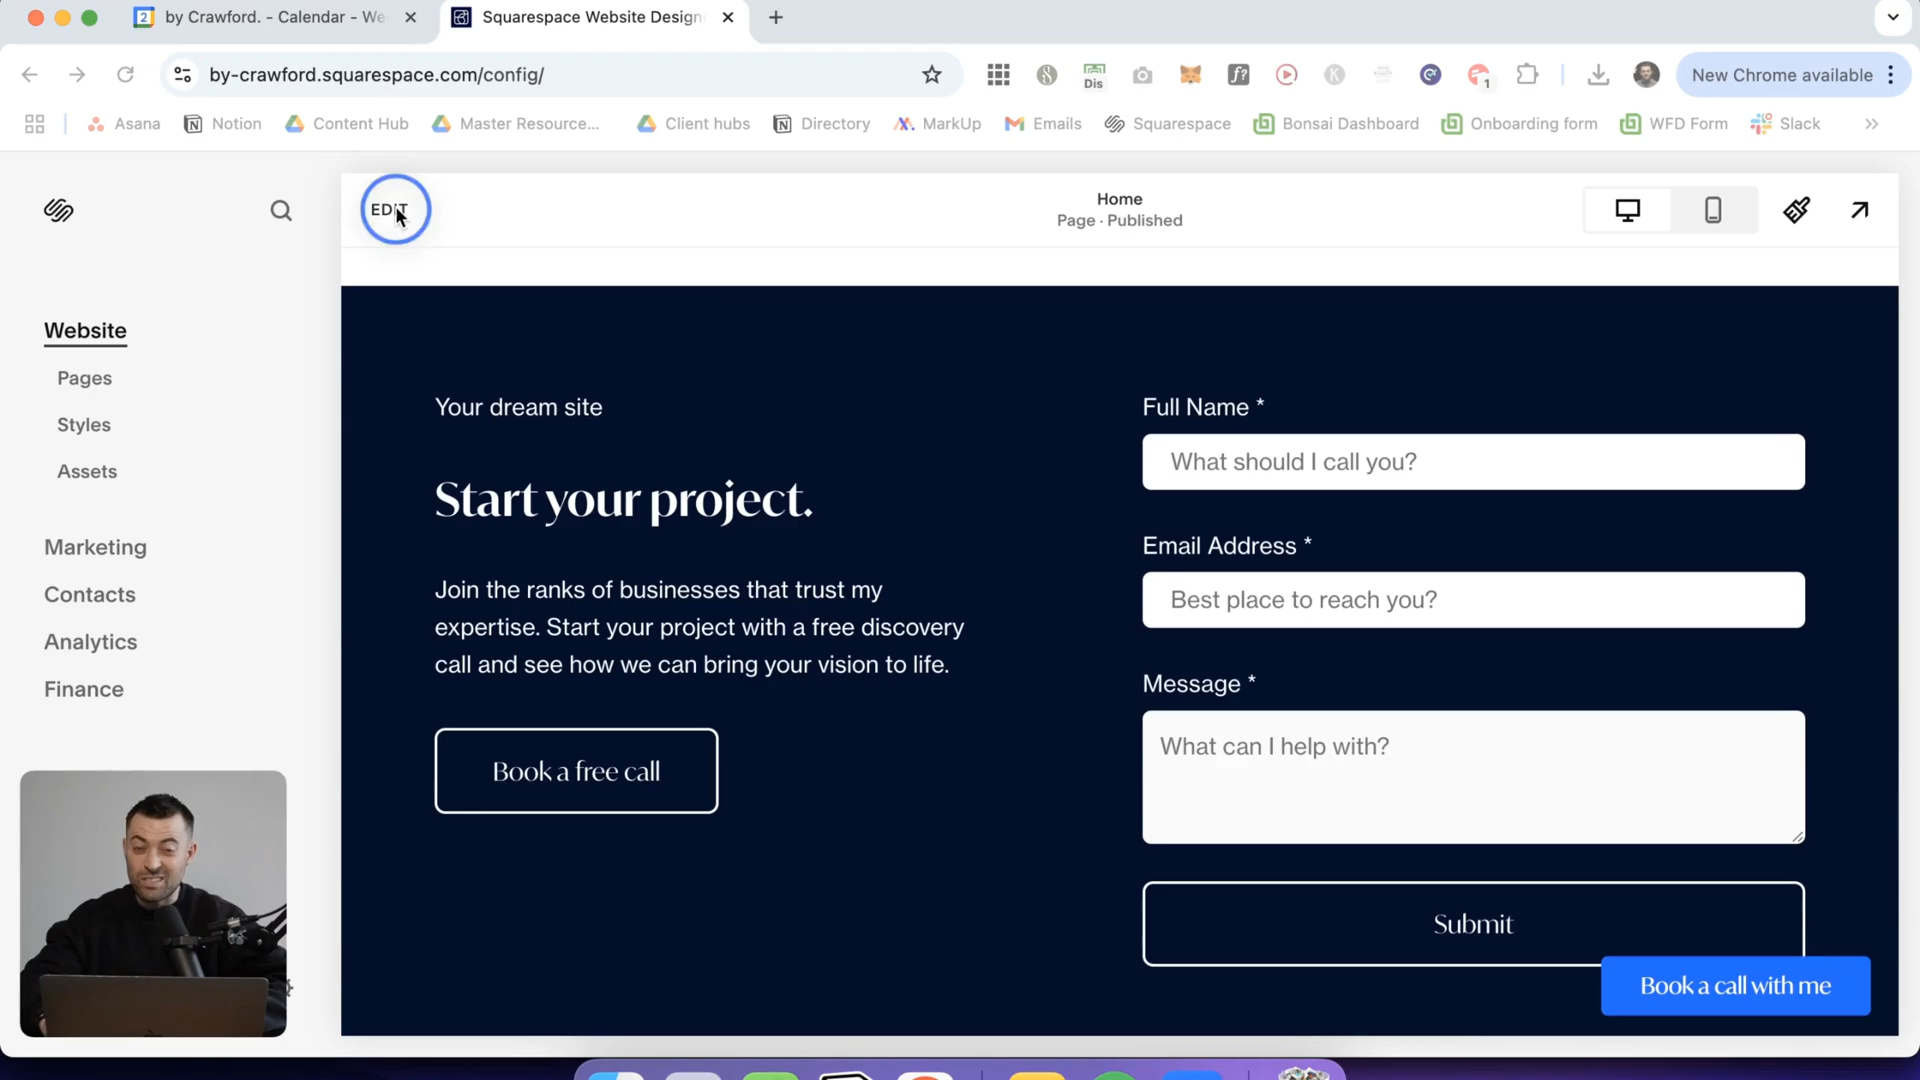 by Crawford. - Calendar - We
Squarespace Website Design
by-crawford.squarespace.com/config/
Dis
f?
K
1
New Chrome available
Asana
Notion
Content Hub
Master Resource...
Client hubs
Directory
MarkUp
Emails
Squarespace
Bonsai Dashboard
Onboarding form
WFD Form
Slack
EDIT
Home
Page · Published
Website
Pages
Styles
Assets
Marketing
Contacts
Analytics
Finance
Your dream site
Start your project.
Join the ranks of businesses that trust my
expertise. Start your project with a free discovery
call and see how we can bring your vision to life.
Book a free call
Full Name *
What should I call you?
Email Address *
Best place to reach you?
Message *
What can I help with?
Submit
Book a call with me